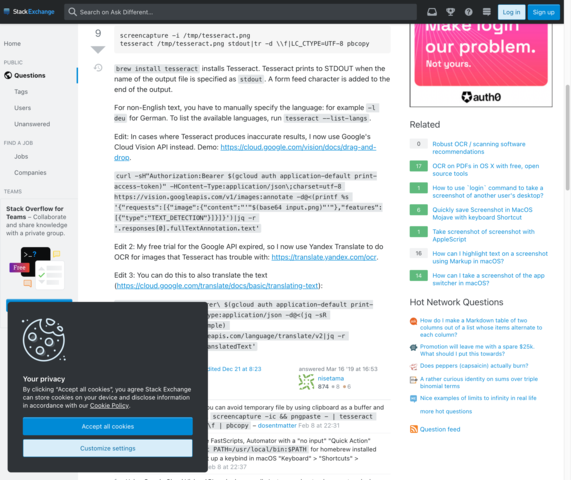 StackExchange
Search on Ask Different…
Log in
Sign up
Home
PUBLIC
Questions
Tags
Users
Unanswered
FIND A JOB
Jobs
Companies
TEAMS
Stack Overflow for
Teams – Collaborate
and share knowledge
with a private group.
>_?
Free
9
screencapture -i /tmp/tesseract.png
tesseract /tmp/tesseract.png stdout|tr -d \\f|LC_CTYPE=UTF-8 pbcopy
brew install tesseract installs Tesseract. Tesseract prints to STDOUT when the
name of the output file is specified as stdout . A form feed character is added to the
end of the output.
For non-English text, you have to manually specify the language: for example -l
deu for German. To list the available languages, run tesseract --list-langs.
Edit: In cases where Tesseract produces inaccurate results, I now use Google's
Cloud Vision API instead. Demo: https://cloud.google.com/vision/docs/drag-and-
drop.
curl -sH"Authorization:Bearer $(gcloud auth application-default print-
access-token)" -HContent-Type:application/json\;charset=utf-8
https://vision.googleapis.com/v1/images:annotate -d@<(printf %s
'{"requests":[{"image":{"content":"'$(base64 input.png)'"},"features":
[{"type":"TEXT_DETECTION"}]}]}')|jq -r
'.responses[0].fullTextAnnotation.text'
Edit 2: My free trial for the Google API expired, so I now use Yandex Translate to do
OCR for images that Tesseract has trouble with: https://translate.yandex.com/ocr.
Edit 3: You can do this to also translate the text
(https://cloud.google.com/translate/docs/basic/translating-text):
earer\ $(gcloud auth application-default print-
ype:application/json -d@<(jq -sR
mple)
eapis.com/language/translate/v2|jq -r
anslatedText'
edited Dec 21 at 8:23
answered Mar 16 '19 at 16:53
nisetama
874
9
6
ou can avoid temporary file by using clipboard as a buffer and
screencapture -ic && pngpaste - | tesseract
\f | pbcopy – dosentmatter Feb 8 at 22:31
FastScripts, Automator with a "no input" "Quick Action"
PATH=/usr/local/bin:$PATH for homebrew installed
up a keybind in macOS "Keyboard" > "Shortcuts" >
eb 8 at 22:37
Make login
our problem.
Not yours.
auth0
Related
0 Robust OCR / scanning software
recommendations
17 OCR on PDFs in OS X with free, open
source tools
1 How to use `login` command to take a
screenshot of another user's desktop?
8 Quickly save Screenshot in MacOS
Mojave with keyboard Shortcut
1 Take screenshot of screen with
AppleScript
16 How can I highlight text on a screenshot
using Markup in macOS?
14 How can I take a screenshot of the app
switcher in macOS?
Hot Network Questions
How do I make a Markdown table of two
columns out of a list whose items alternate to
each column?
Promotion will leave me with a spare $25k.
What should I put this towards?
Does peppers (capsaicin) actually burn?
A rather curious identity on sums over triple
binomial terms
Nice examples of limits to infinity in real life
more hot questions
Question feed
Your privacy
By clicking "Accept all cookies", you agree Stack Exchange
can store cookies on your device and disclose information
in accordance with our Cookie Policy.
Accept all cookies
Customize settings